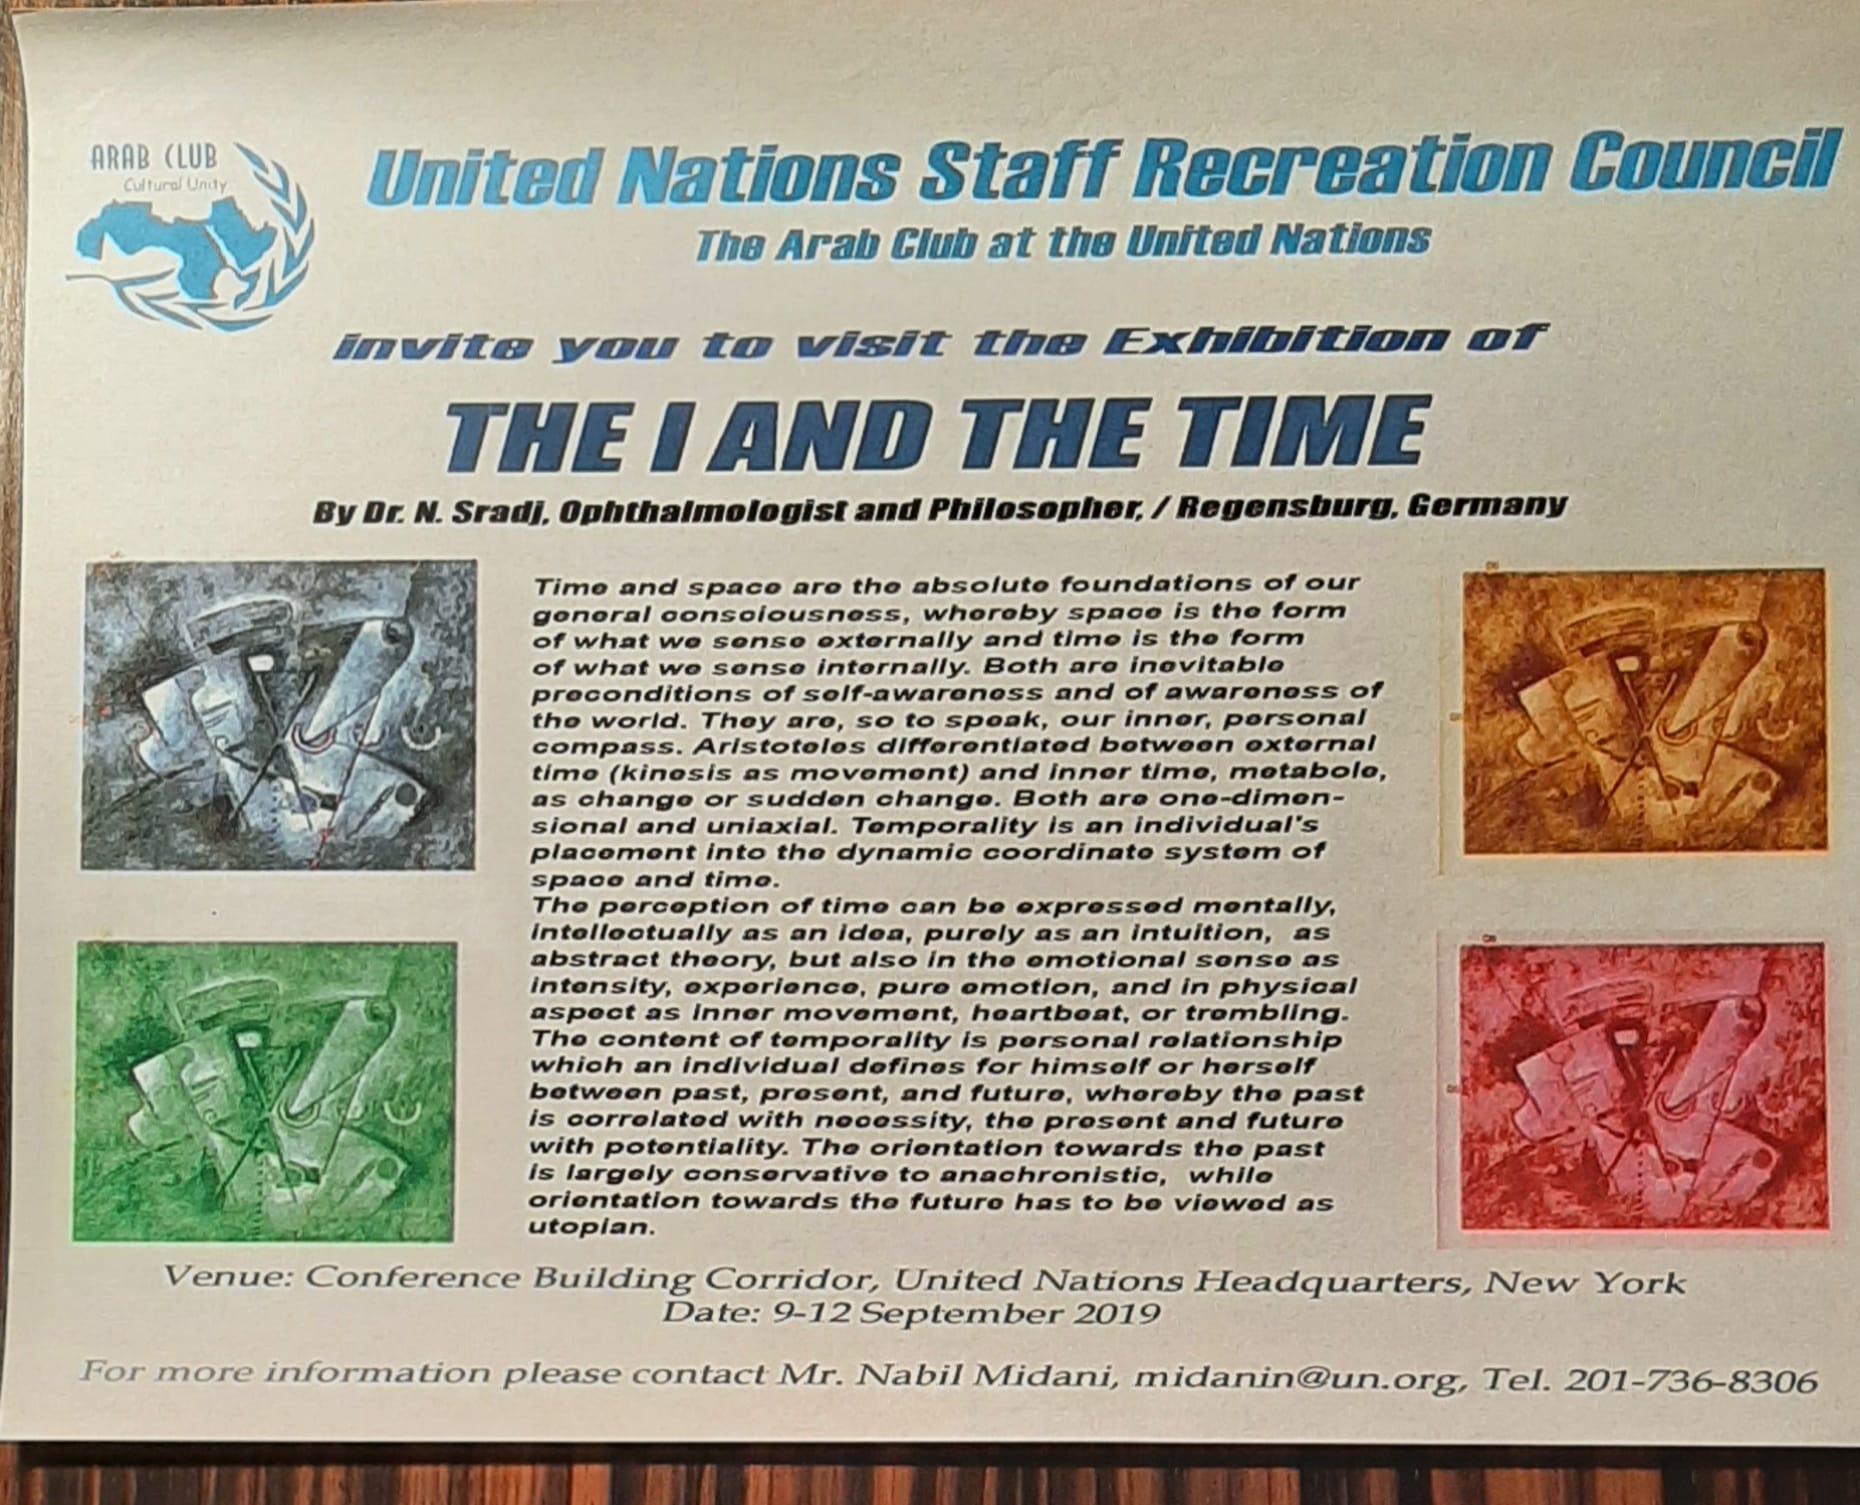 ARAB CLUB
Cultural Unity
United Nations Staff Recreation Council
The Arab Club at the United Nations
invite you to visit the Exhibition of
THE I AND THE TIME
By Dr. N. Sradj, Ophthalmologist and Philosopher, / Regensburg, Germany
Time and space are the absolute foundations of our
general consciousness, whereby space is the form
of what we sense externally and time is the form
of what we sense internally. Both are inevitable
preconditions of self-awareness and of awareness of
the world. They are, so to speak, our inner, personal
compass. Aristoteles differentiated between external
time (kinesis as movement) and inner time, metabole,
as change or sudden change. Both are one-dimen-
sional and uniaxial. Temporality is an individual's
placement into the dynamic coordinate system of
space and time.
The perception of time can be expressed mentally,
intellectually as an idea, purely as an intuition, as
abstract theory, but also in the emotional sense as
intensity, experience, pure emotion, and in physical
aspect as inner movement, heartbeat, or trembling.
The content of temporality is personal relationship
which an individual defines for himself or herself
between past, present, and future, whereby the past
is correlated with necessity, the present and future
with potentiality. The orientation towards the past
is largely conservative to anachronistic, while
orientation towards the future has to be viewed as
utopian.
Venue: Conference Building Corridor, United Nations Headquarters, New York
Date: 9-12 September 2019
For more information please contact Mr. Nabil Midani, midanin@un.org, Tel. 201-736-8306